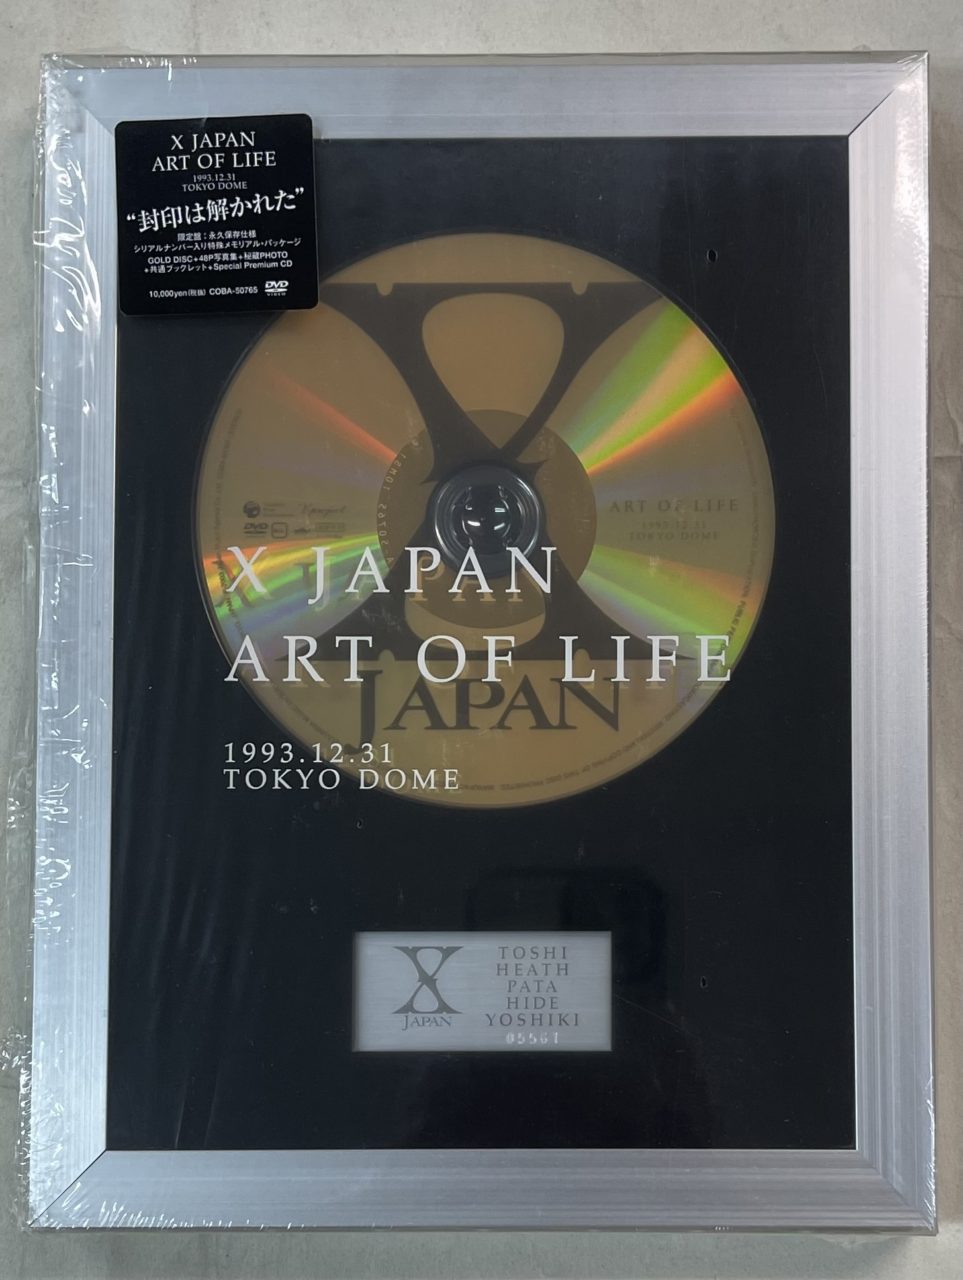 X JAPAN
ART OF LIFE
1993.12.31
TOKYO DOME
“封印は解かれた”
限定盤：永久保存仕様
シリアルナンバー入り特殊メモリアル・パッケージ
GOLD DISC+48P写真集+秘蔵PHOTO
+共通ブックレット+Special Premium CD
10,000yen(税抜) COBA-50765 DVD
VIDEO
X
ART OF LIFE
1993.12.31
TOKYO DOME
DVD
JAPAN
X JAPAN
ART OF LIFE
1993.12.31
TOKYO DOME
X
JAPAN
TOSHI
HEATH
PATA
HIDE
YOSHIKI
05561